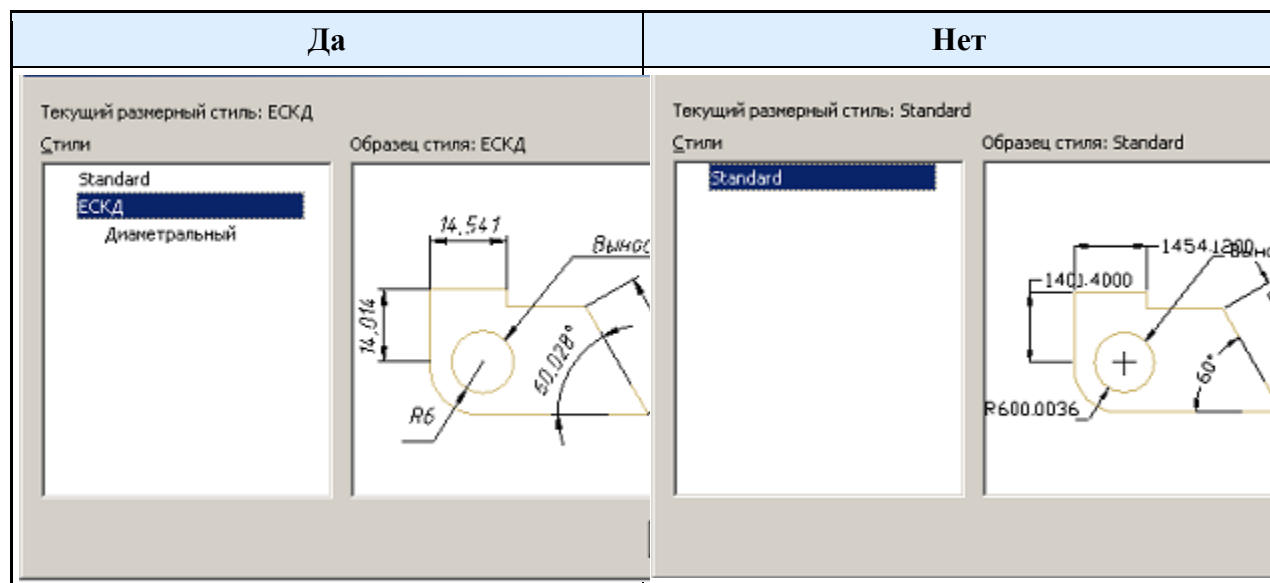 Да
Нет
Текущий размерный стиль: ЕСКД
Стили
Образец стиля: ЕСКД
Standard
ЕСКД
Диаметральный
14,541
Вынос
14,014
60,028°
R6
Текущий размерный стиль: Standard
Стили
Образец стиля: Standard
Standard
1454.1200
1401.4000
60°
R600.0036